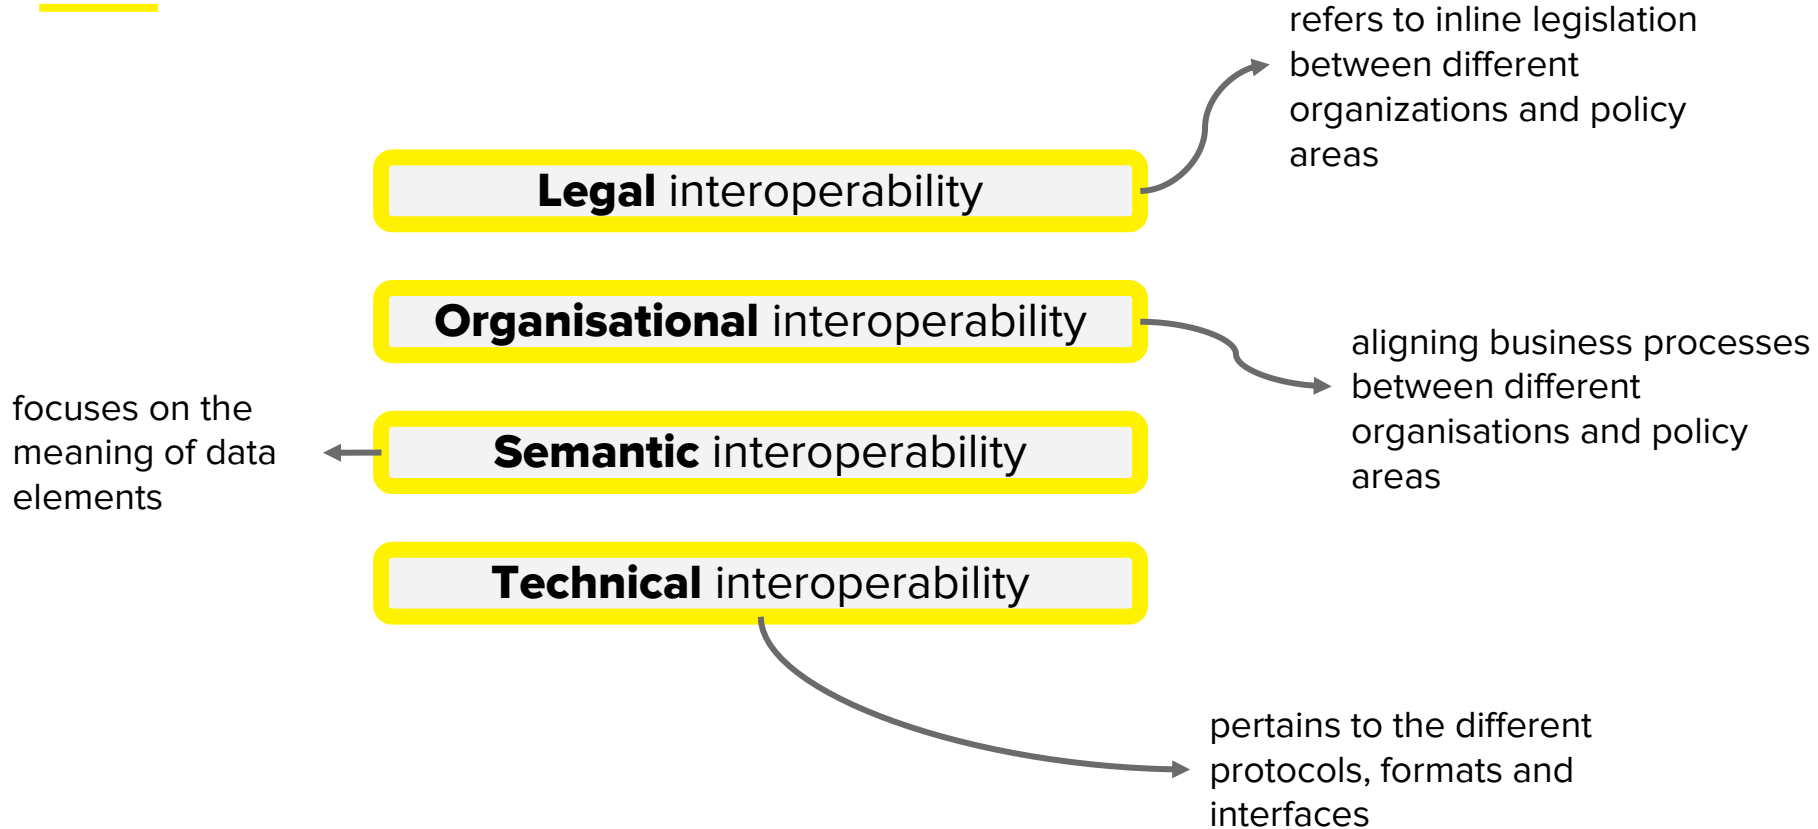 refers to inline legislation
between different
organizations and policy
areas
Legal interoperability
Organisational interoperability
aligning business processes
between different
organisations and policy
areas
focuses on the
meaning of data
elements
Semantic interoperability
Technical interoperability
pertains to the different
protocols, formats and
interfaces